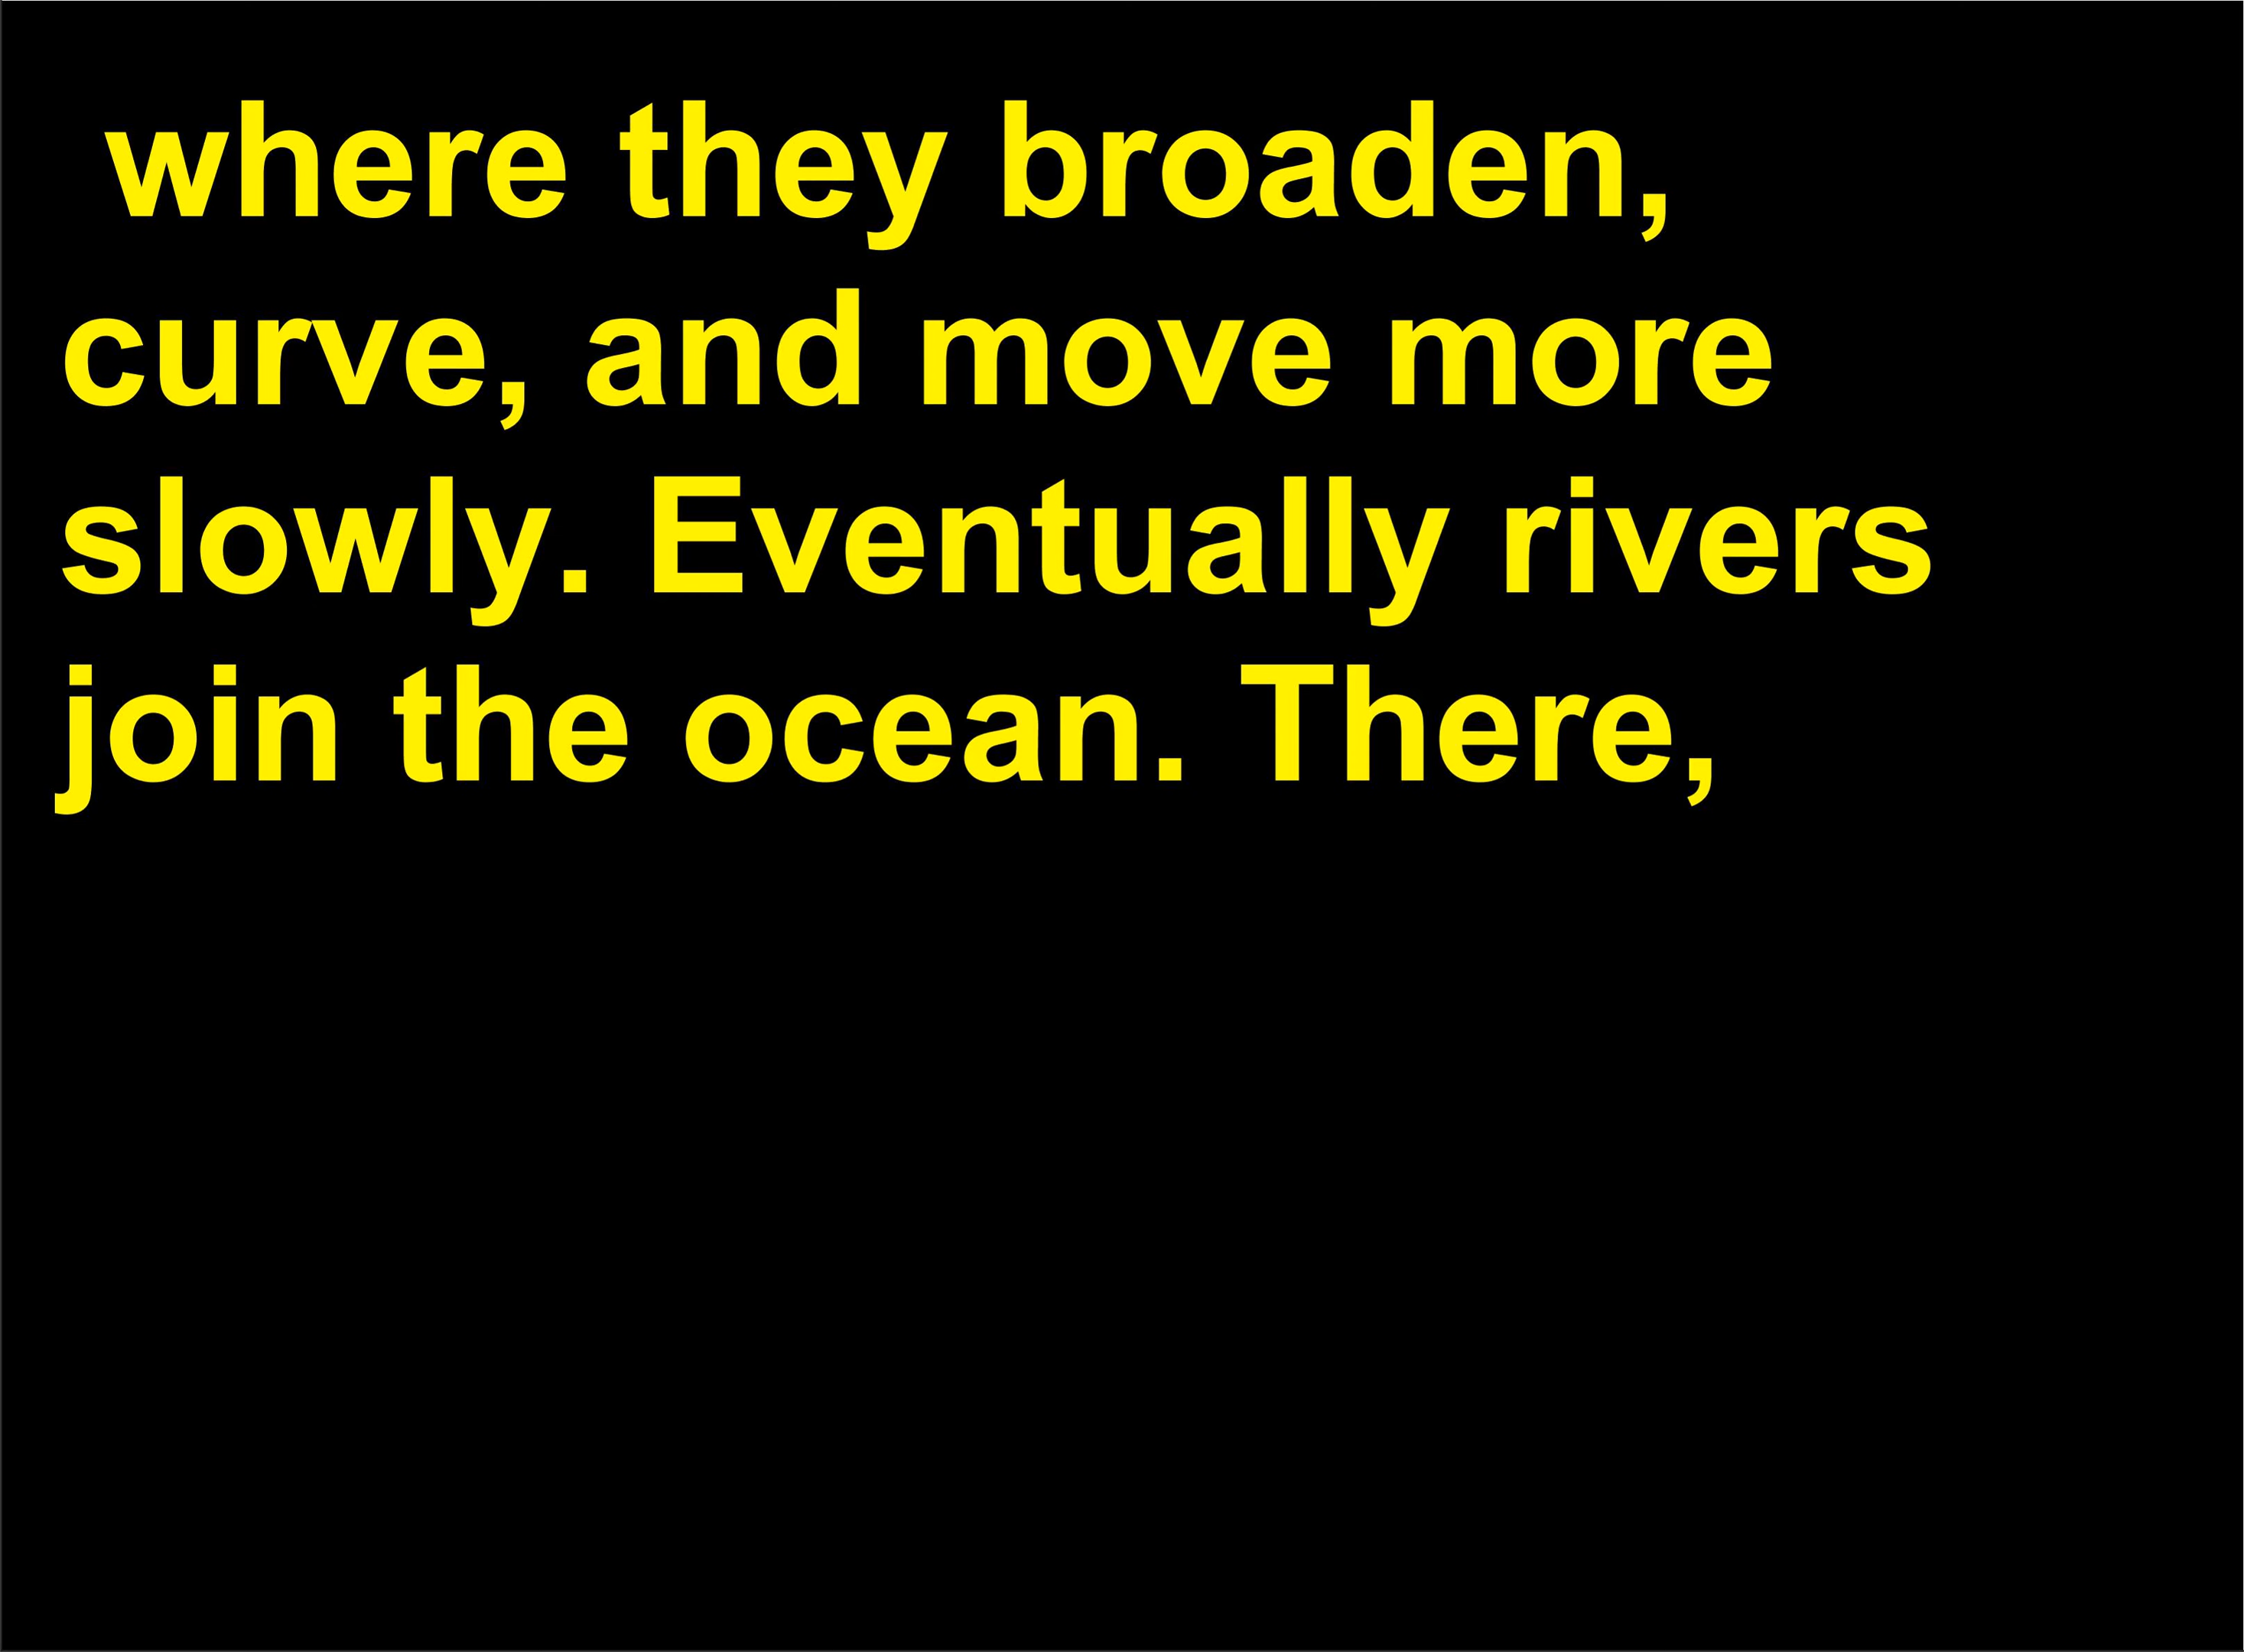 where they broaden,
curve, and move more
slowly. Eventually rivers
join the ocean. There,